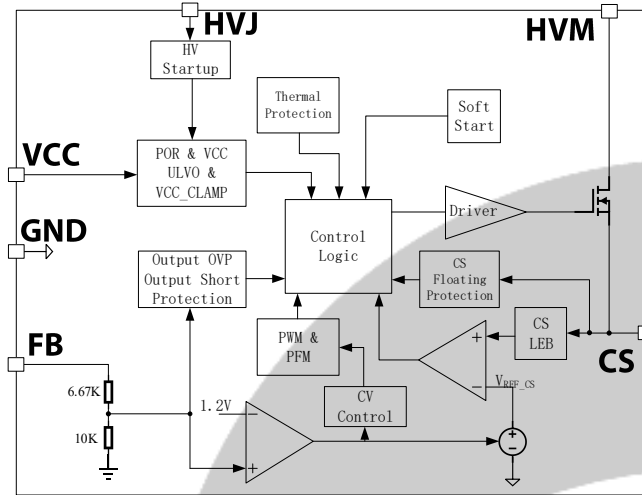 HVJ
HVM
HV
Startup
Thermal
Protection
Soft
Start
VCC
POR & VCC
ULVO &
VCC_CLAMP
Driver
GND
Control
Logic
Output OVP
Output Short
Protection
CS
Floating
Protection
FB
PWM &
PFM
+
CS
LEB
CS
−
VREF_CS
6.67K
CV
Control
1.2V
−
10K
+
+
−